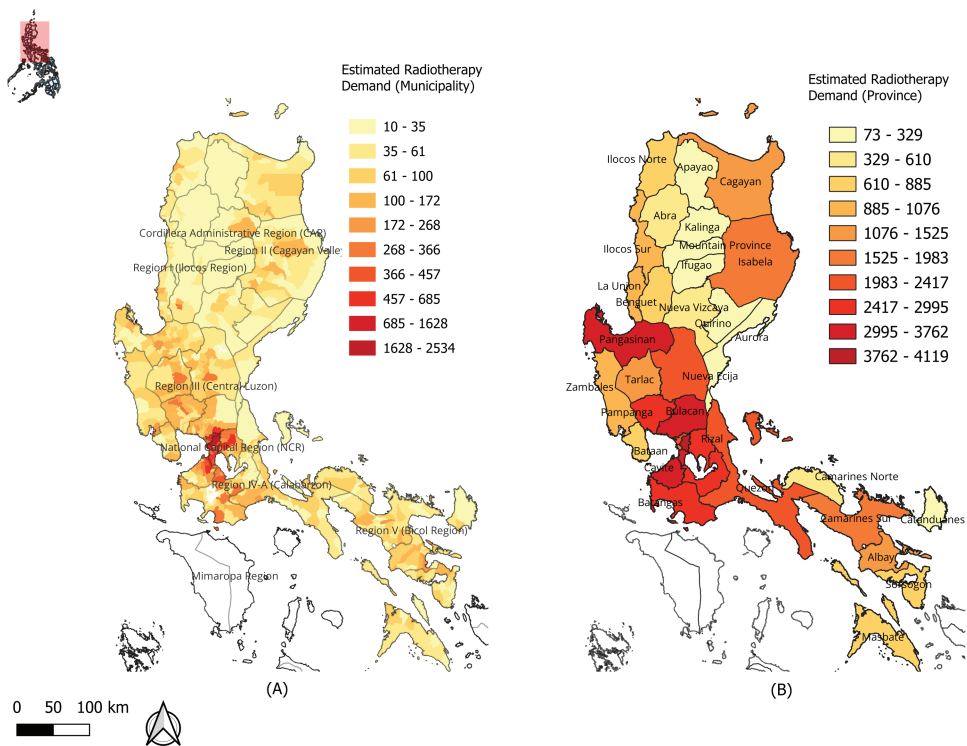 Estimated Radiotherapy
Demand (Municipality)
10 - 35
35 - 61
61 - 100
100 - 172
172 - 268
268 - 366
366 - 457
457 - 685
685 - 1628
1628 - 2534
Cordillera Administrative Region (CAR)
Region II (Cagayan Valle
Region I (Ilocos Region)
Region III (Central Luzon)
National Capital Region (NCR)
Region IV-A (Calabarzon)
Region V (Bicol Region)
Mimaropa Region
(A)
Estimated Radiotherapy
Demand (Province)
73 - 329
329 - 610
610 - 885
885 - 1076
1076 - 1525
1525 - 1983
1983 - 2417
2417 - 2995
2995 - 3762
3762 - 4119
Ilocos Norte
Apayao
Cagayan
Abra
Kalinga
Ilocos Sur
Mountain Province
Isabela
Ifugao
La Union
Benguet
Nueva Vizcaya
Quirino
Aurora
Pangasinan
Nueva Ecija
Tarlac
Zambales
Pampanga
Bulacan
Rizal
Bataan
Cavite
Camarines Norte
Quezon
Batangas
Camarines Sur
Catanduanes
Albay
Sorsogon
Masbate
(B)
0 50 100 km